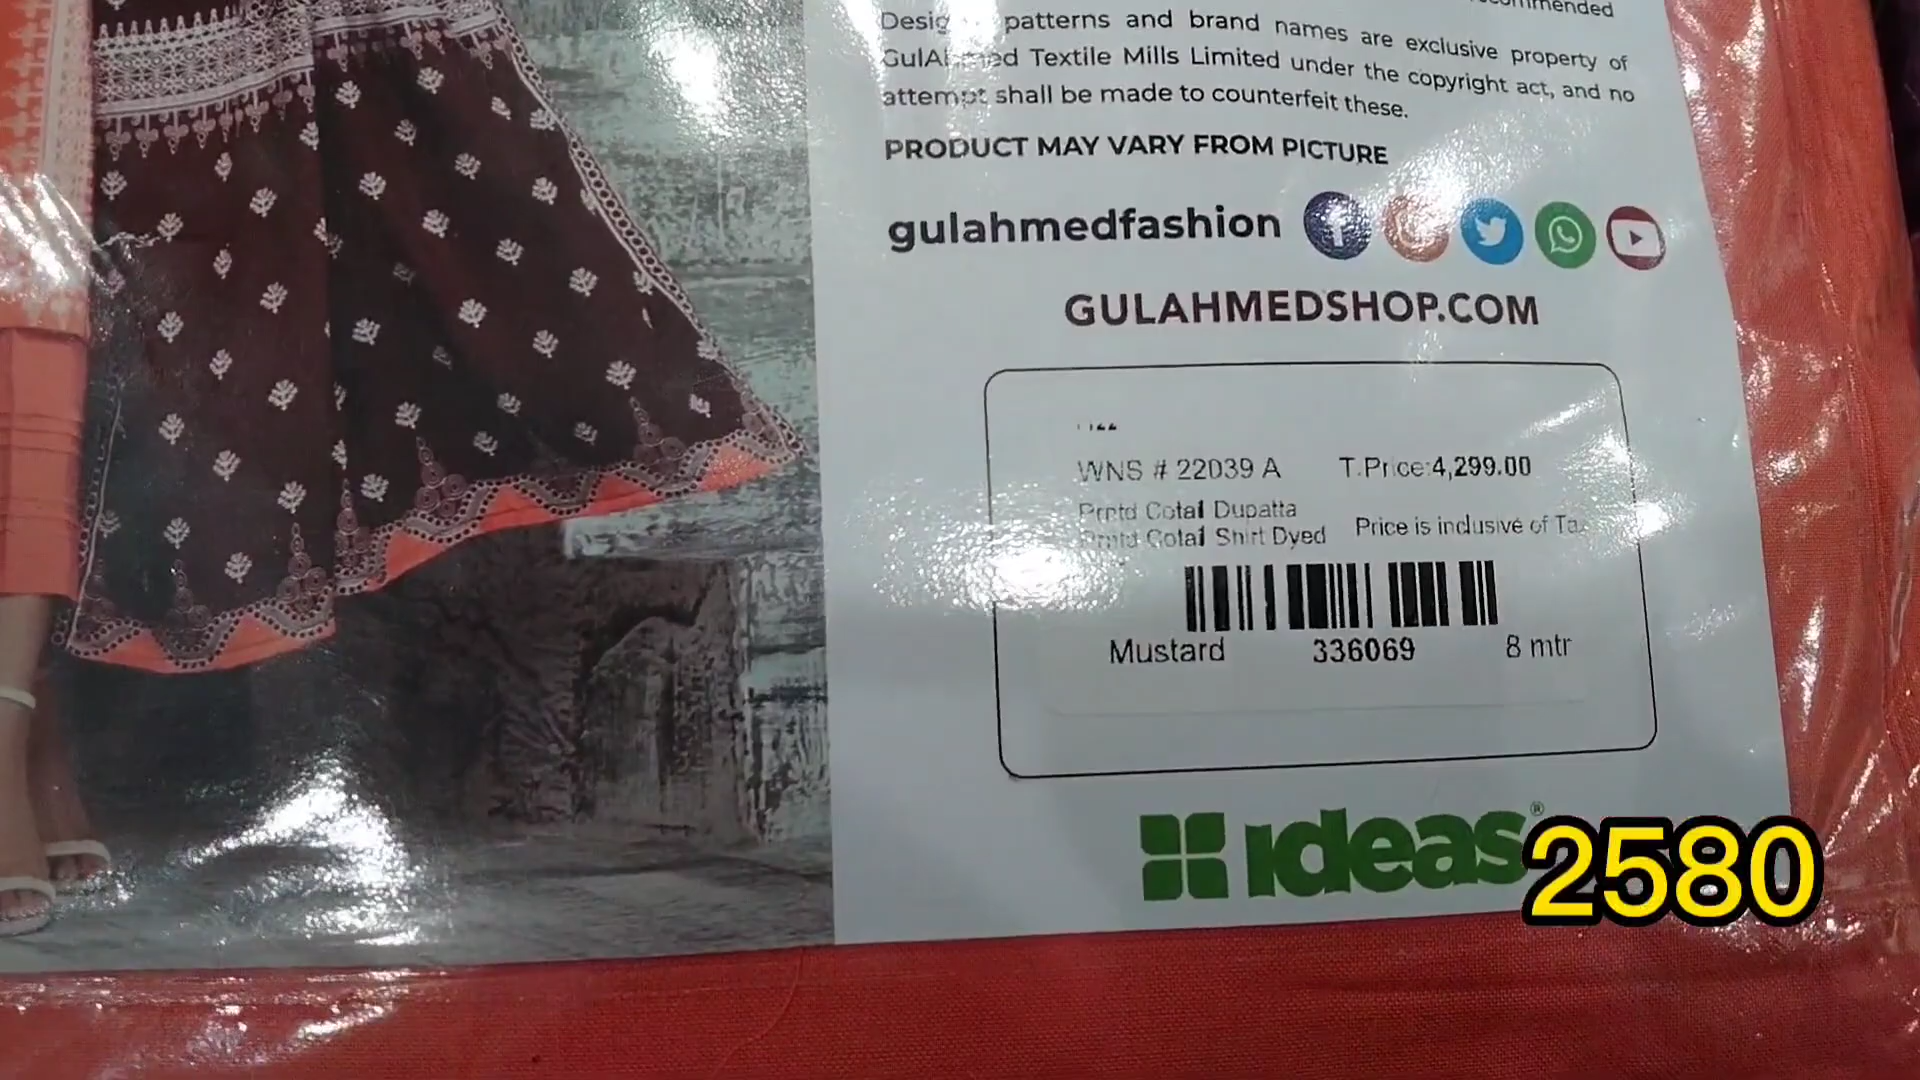 patterns and brand names are exclusive property of
Textile Mills Limited under the copyright act, and no
attempt shall be made to counterfeit these.
PRODUCT MAY VARY FROM PICTURE
gulahmedfashion
GULAHMEDSHOP.COM
WNS # 22039 A T.Price:4,299.00
Prntd Cotal Dupatta
Prntd Cotal Shirt Dyed Price is inclusive of
Mustard 336069 8 mtr
ideas®
2580